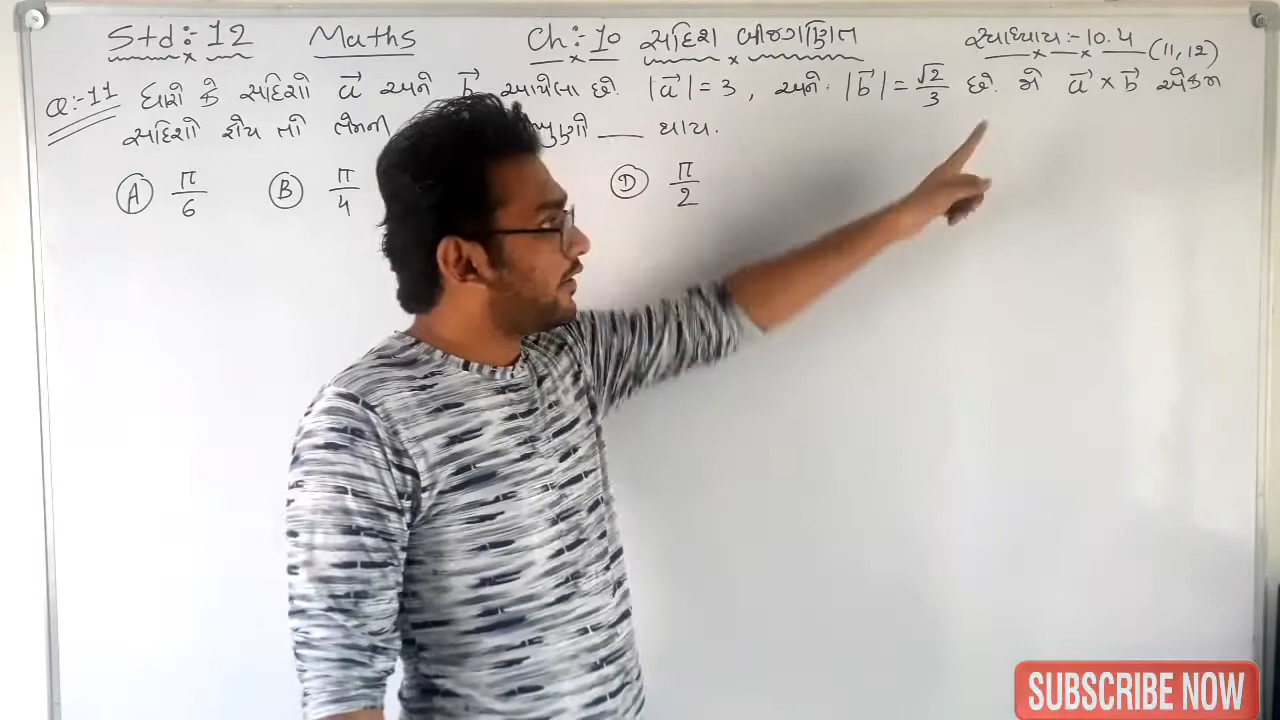 Std:- 12 Maths Ch:- 10 સદિશ બીજગણિત સ્વાધ્યાય:- 10.4 (11,12)
Q:-11 ધારો કે સદિશો a⃗ અને b⃗ આપેલા છે. |a⃗| = 3 , અને |b⃗| = √2/3 છે. જો a⃗ × b⃗ એકમ
સદિશો હોય તો તેમની ખૂણો ___ થાય.
(A) π/6 (B) π/4 (D) π/2
SUBSCRIBE NOW